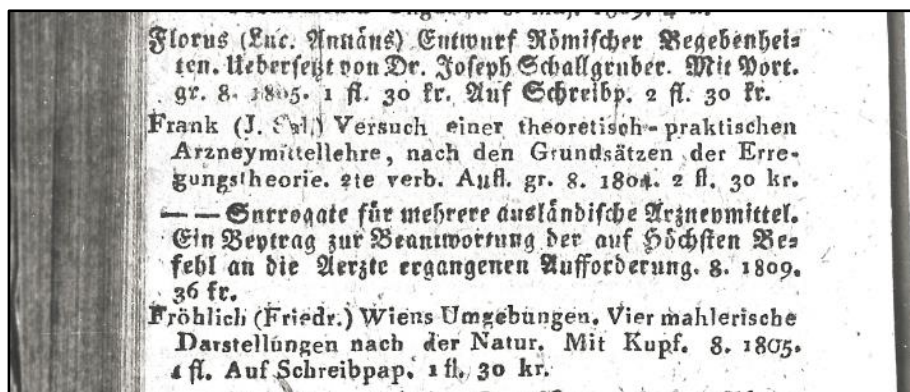 Florus (Luc. Annäus) Entwurf Römischer Begebenhei=
ten. Uebersetzt von Dr. Joseph Schallgruber. Mit Port.
gr. 8. 1805. 1 fl. 30 kr. Auf Schreibp. 2 fl. 30 kr.
Frank (J. Sal.) Versuch einer theoretisch-praktischen
Arzneymittellehre, nach den Grundsätzen der Erre-
gungstheorie. 2te verb. Aufl. gr. 8. 1804. 2 fl. 30 kr.
— — Surrogate für mehrere ausländische Arzneymittel.
Ein Beytrag zur Beantwortung der auf Höchsten Be=
fehl an die Aerzte ergangenen Aufforderung. 8. 1809.
36 kr.
Fröhlich (Friedr.) Wiens Umgebungen. Vier mahlerische
Darstellungen nach der Natur. Mit Kupf. 8. 1805.
1 fl. Auf Schreibpap. 1 fl. 30 kr.